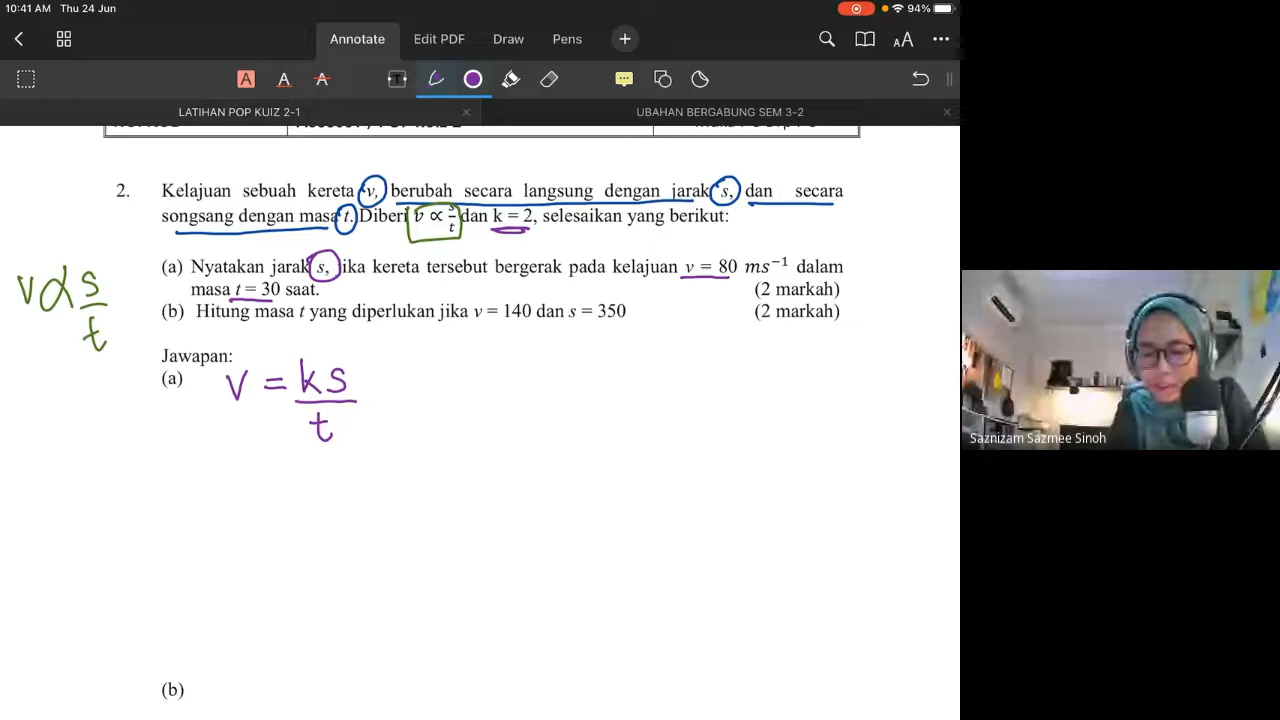 10:41 AM Thu 24 Jun
94%
Annotate Edit PDF Draw Pens
AA
A A A T
LATIHAN POP KUIZ 2-1 × UBAHAN BERGABUNG SEM 3-2 ×
2. Kelajuan sebuah kereta v, berubah secara langsung dengan jarak s, dan secara
songsang dengan masa t. Diberi v ∝ s/t dan k = 2, selesaikan yang berikut:
(a) Nyatakan jarak s, jika kereta tersebut bergerak pada kelajuan v = 80 ms⁻¹ dalam
masa t = 30 saat. (2 markah)
(b) Hitung masa t yang diperlukan jika v = 140 dan s = 350 (2 markah)
v ∝ s/t
Jawapan:
(a) v = ks/t
(b)
Saznizam Sazmee Sinoh